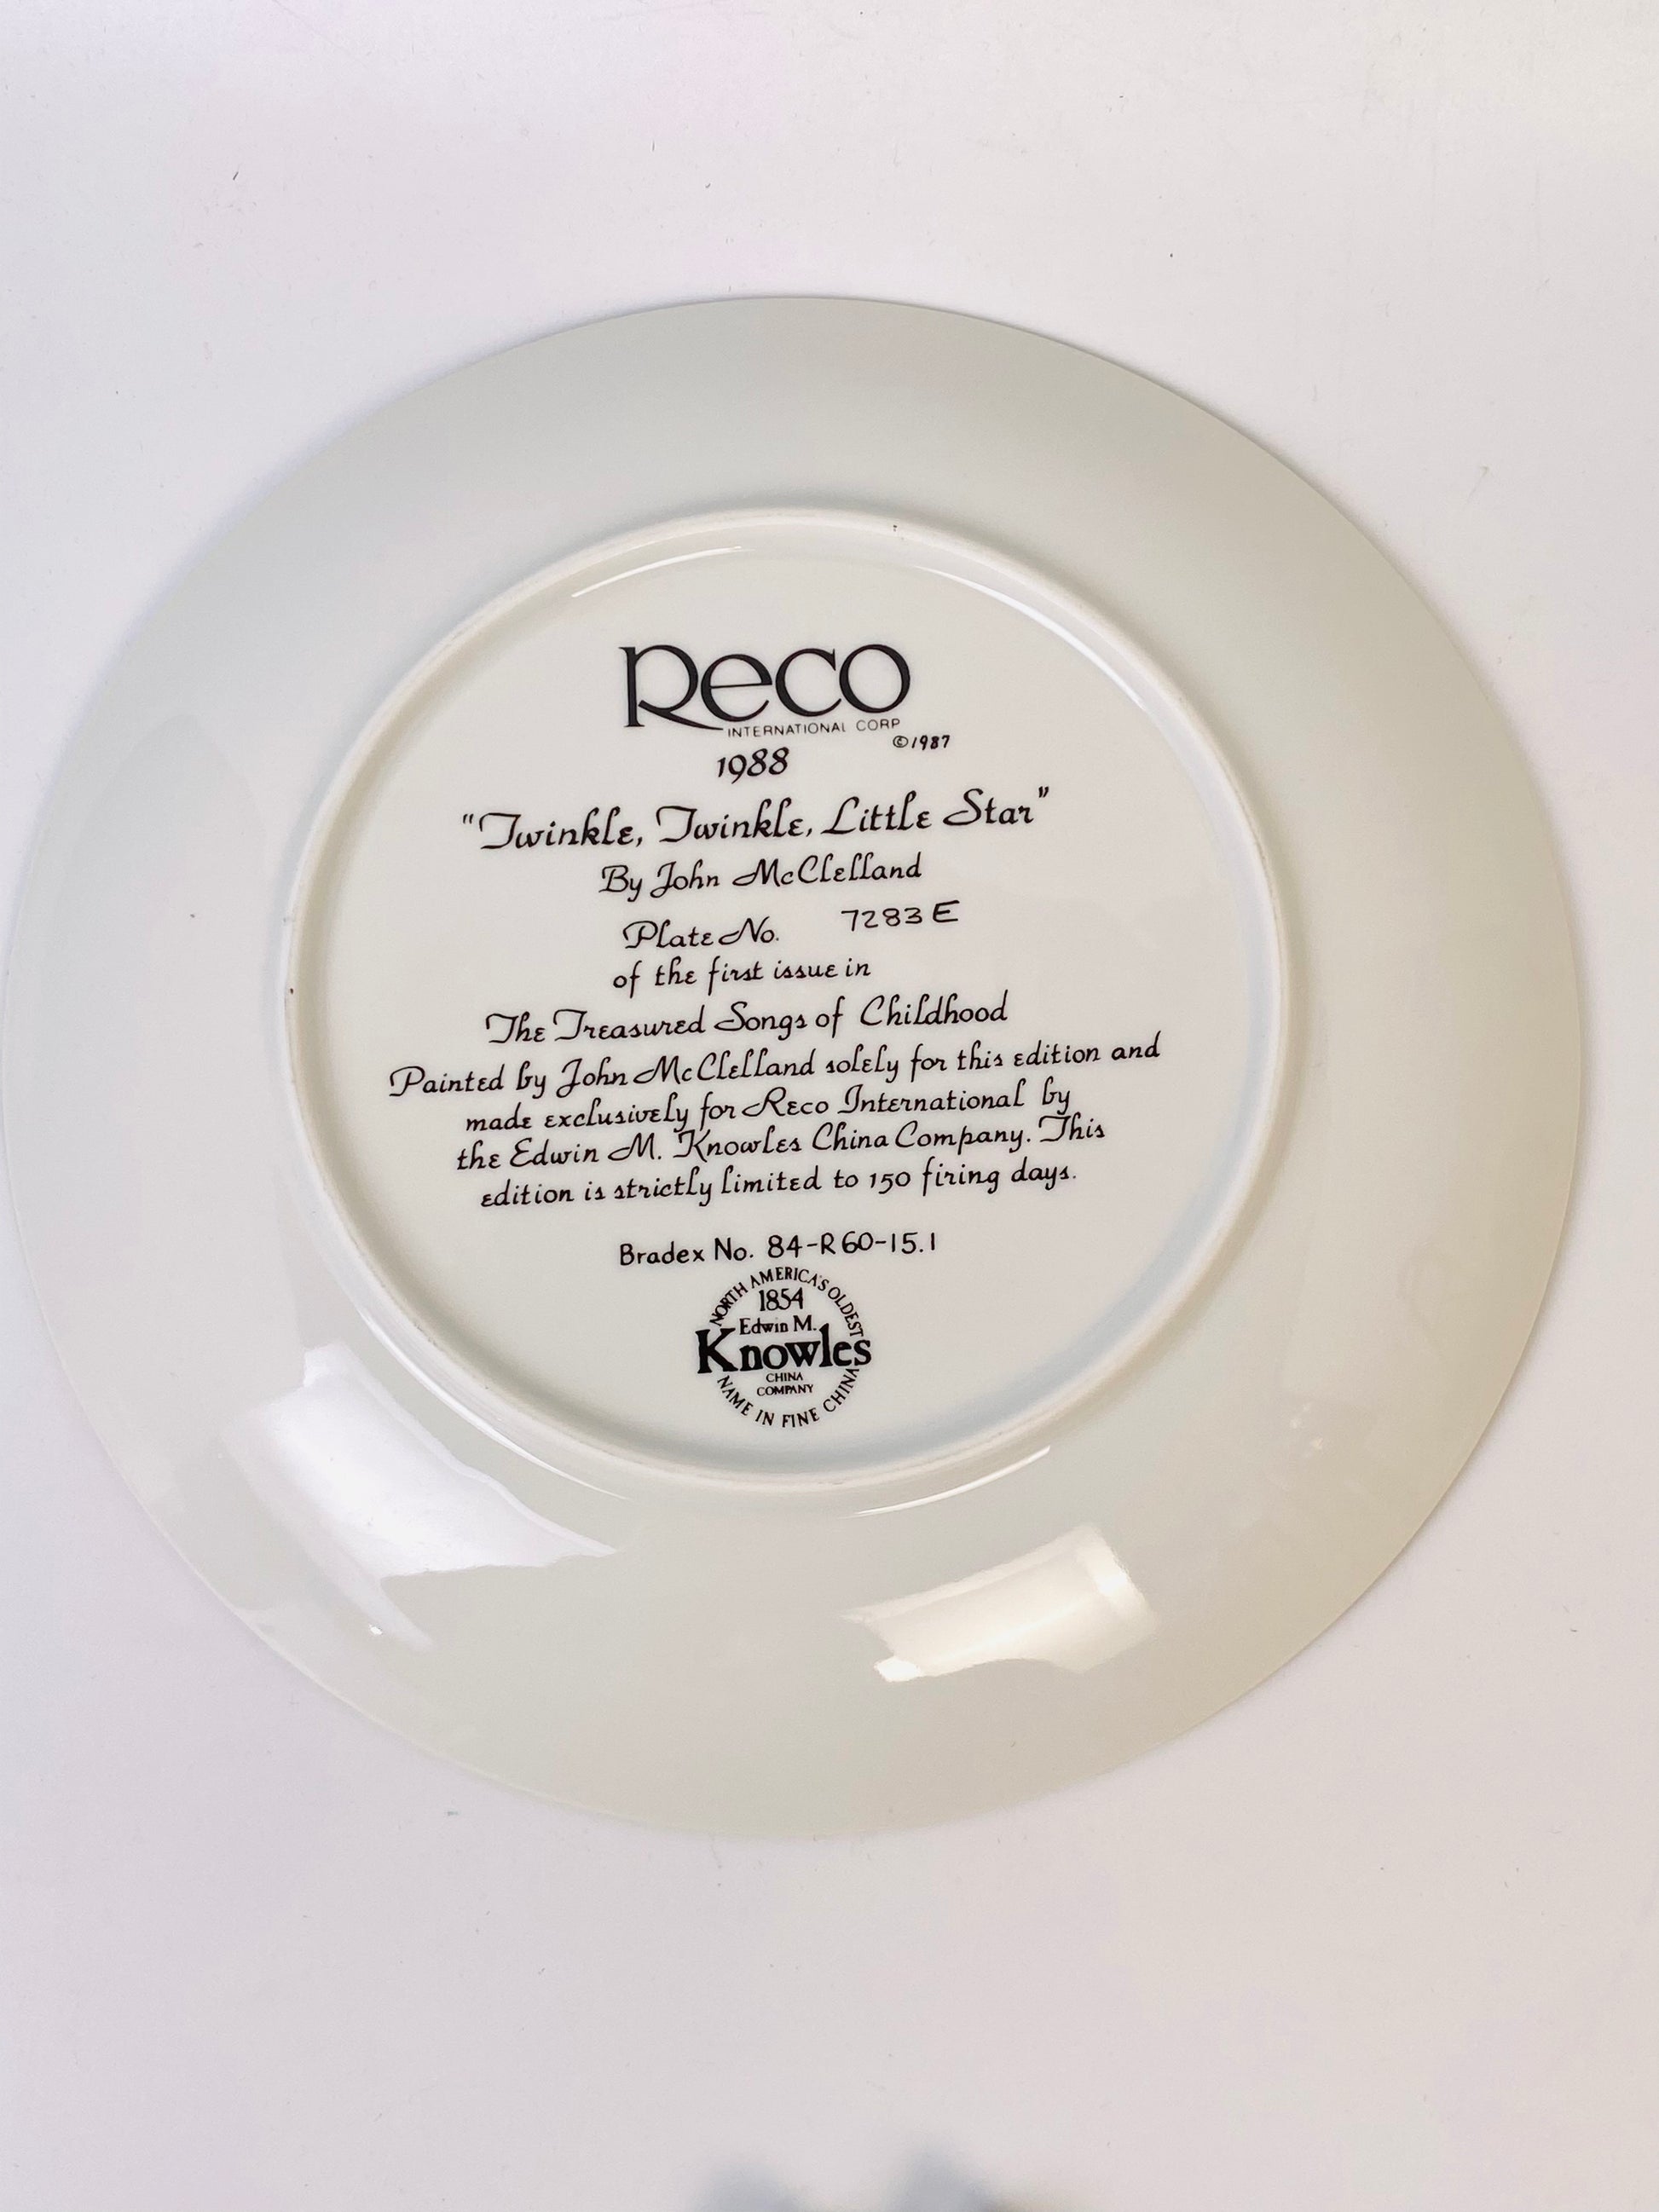 Reco
INTERNATIONAL CORP
©1987
1988
"Twinkle, Twinkle, Little Star"
By John McClelland
Plate No. 7283E
of the first issue in
The Treasured Songs of Childhood
Painted by John McClelland solely for this edition and
made exclusively for Reco International by
the Edwin M. Knowles China Company. This
edition is strictly limited to 150 firing days.
Bradex No. 84-R60-15.1
NORTH AMERICA'S OLDEST
1854
Edwin M.
Knowles
CHINA
COMPANY
NAME IN FINE CHINA